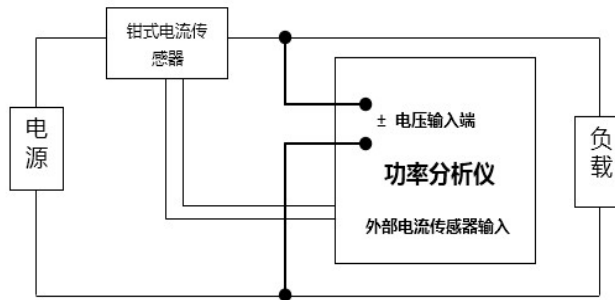 钳式电流传
感器
电
源
± 电压输入端
功率分析仪
外部电流传感器输入
负
载